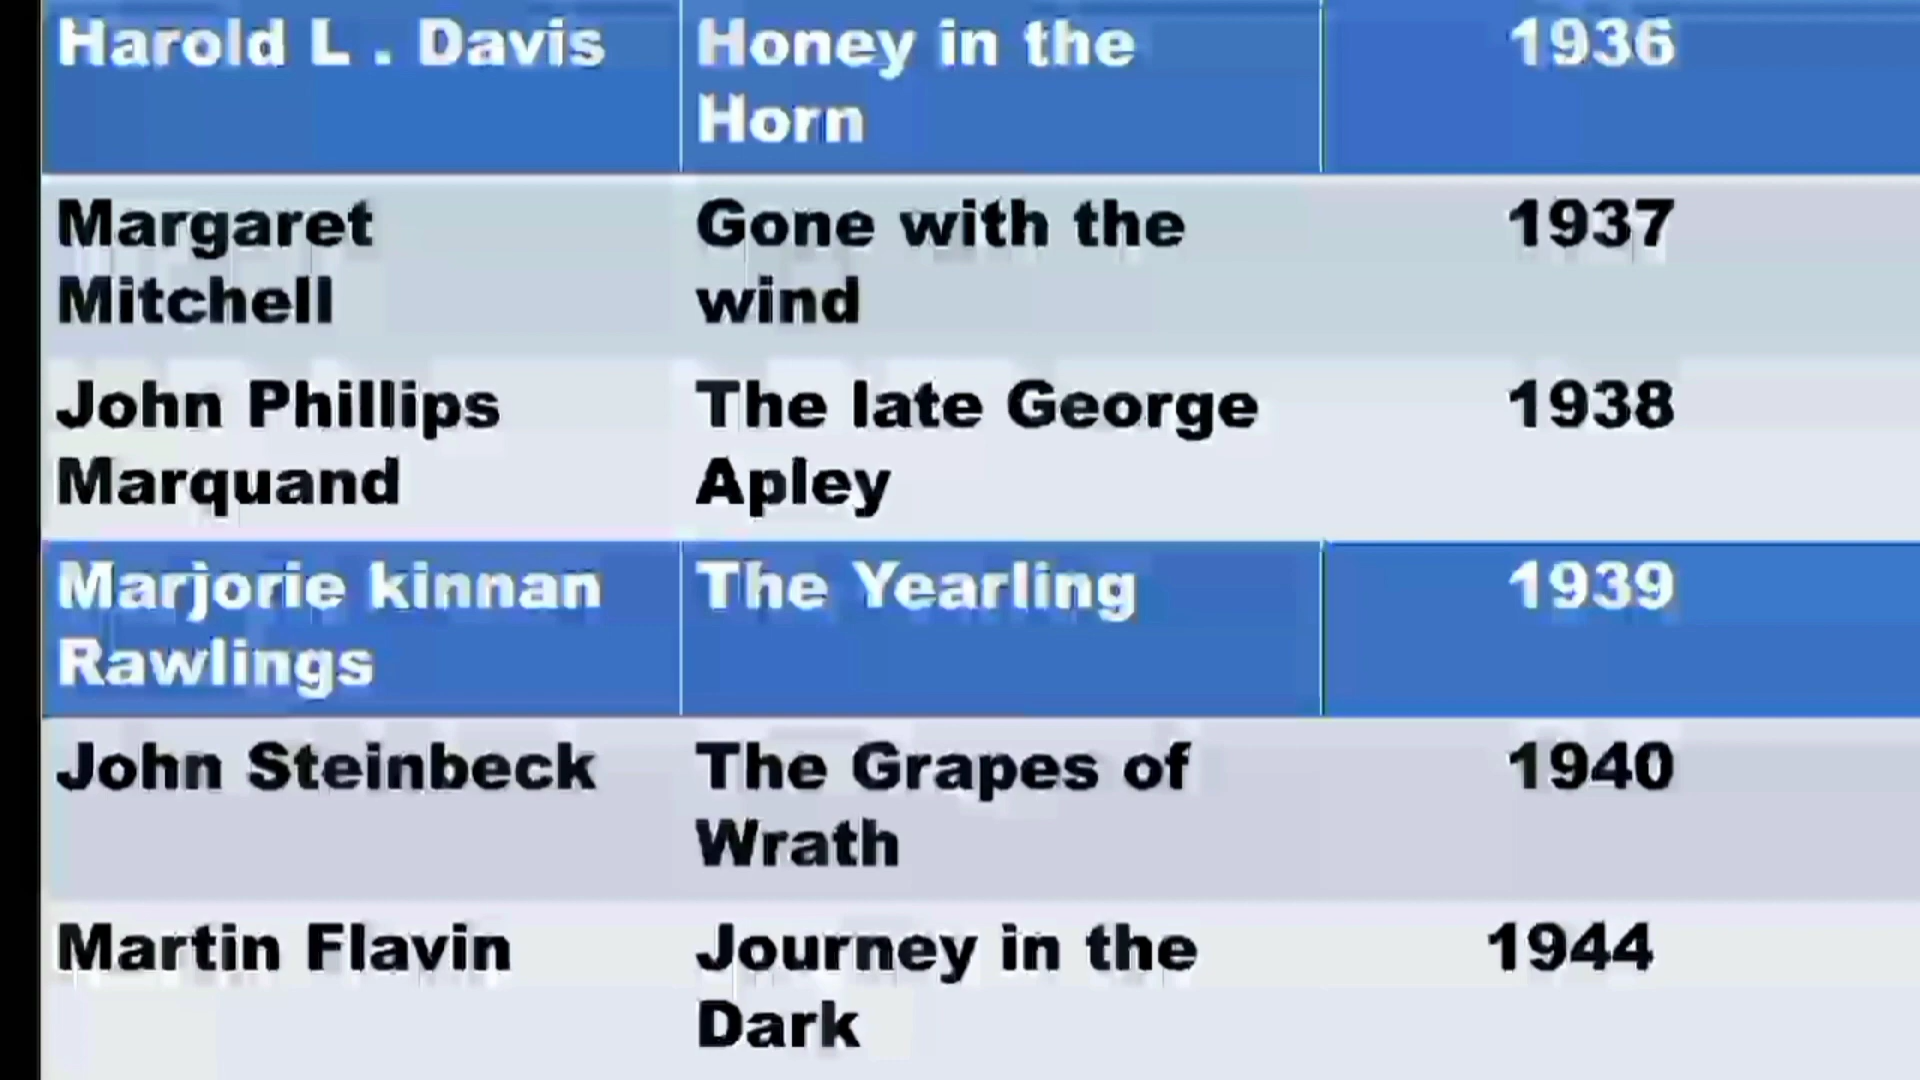 Harold L . Davis Honey in the 1936
Horn
Margaret Gone with the 1937
Mitchell wind
John Phillips The late George 1938
Marquand Apley
Marjorie kinnan The Yearling 1939
Rawlings
John Steinbeck The Grapes of 1940
Wrath
Martin Flavin Journey in the 1944
Dark